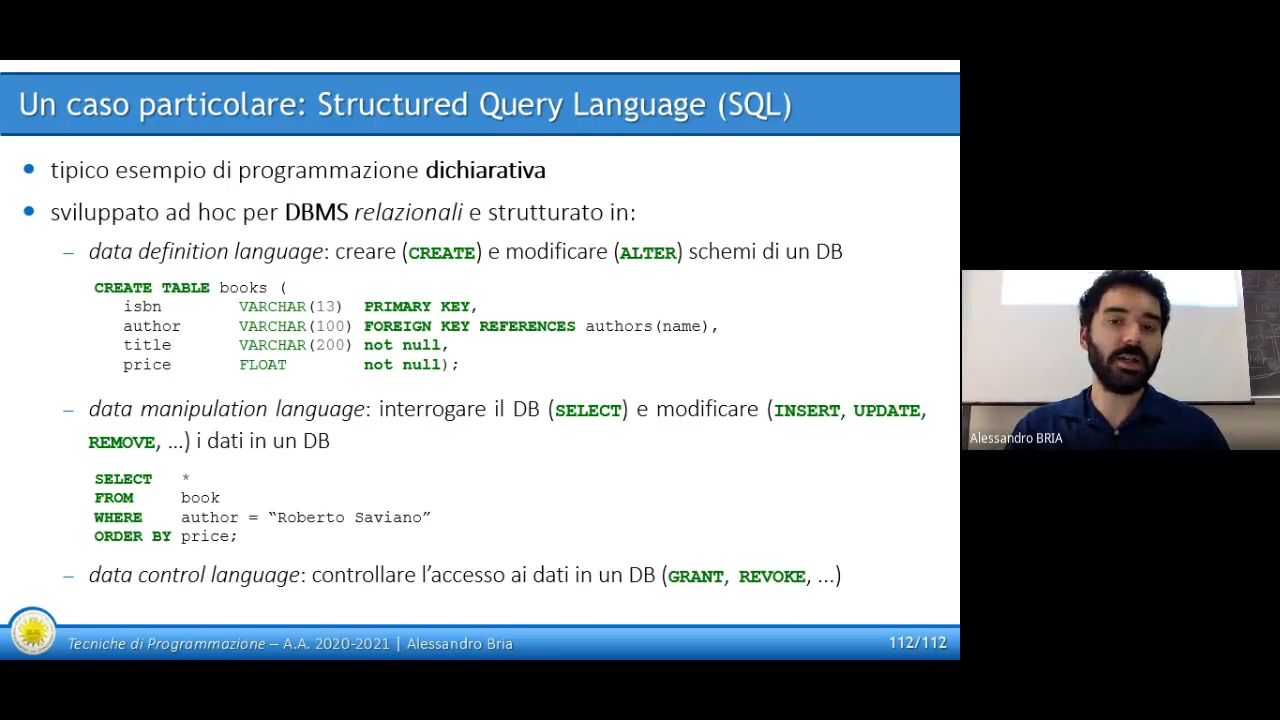 Un caso particolare: Structured Query Language (SQL)
• tipico esempio di programmazione dichiarativa
• sviluppato ad hoc per DBMS relazionali e strutturato in:
– data definition language: creare (CREATE) e modificare (ALTER) schemi di un DB
CREATE TABLE books (
isbn VARCHAR(13) PRIMARY KEY,
author VARCHAR(100) FOREIGN KEY REFERENCES authors(name),
title VARCHAR(200) not null,
price FLOAT not null);
– data manipulation language: interrogare il DB (SELECT) e modificare (INSERT, UPDATE,
REMOVE, …) i dati in un DB
SELECT *
FROM book
WHERE author = “Roberto Saviano”
ORDER BY price;
– data control language: controllare l’accesso ai dati in un DB (GRANT, REVOKE, ...)
Tecniche di Programmazione – A.A. 2020-2021 | Alessandro Bria
112/112
Alessandro BRIA